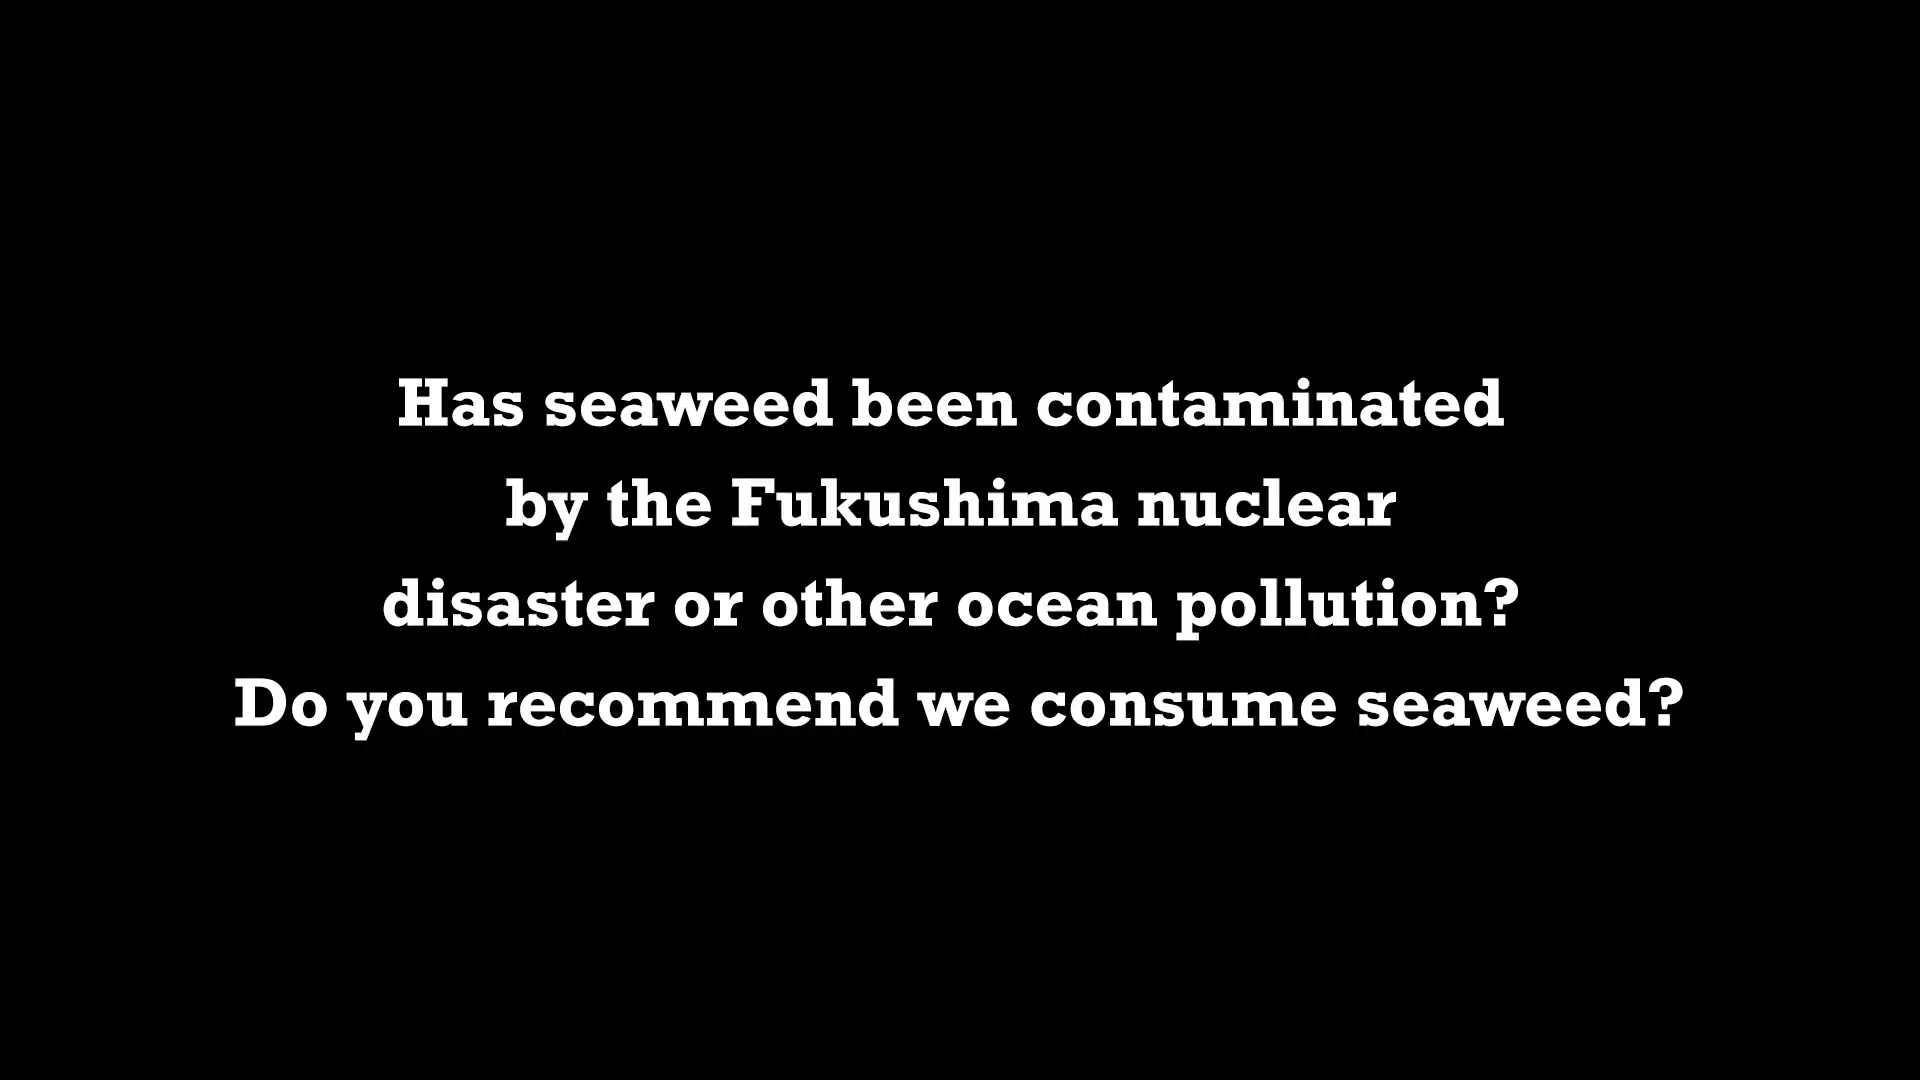 Has seaweed been contaminated
by the Fukushima nuclear
disaster or other ocean pollution?
Do you recommend we consume seaweed?